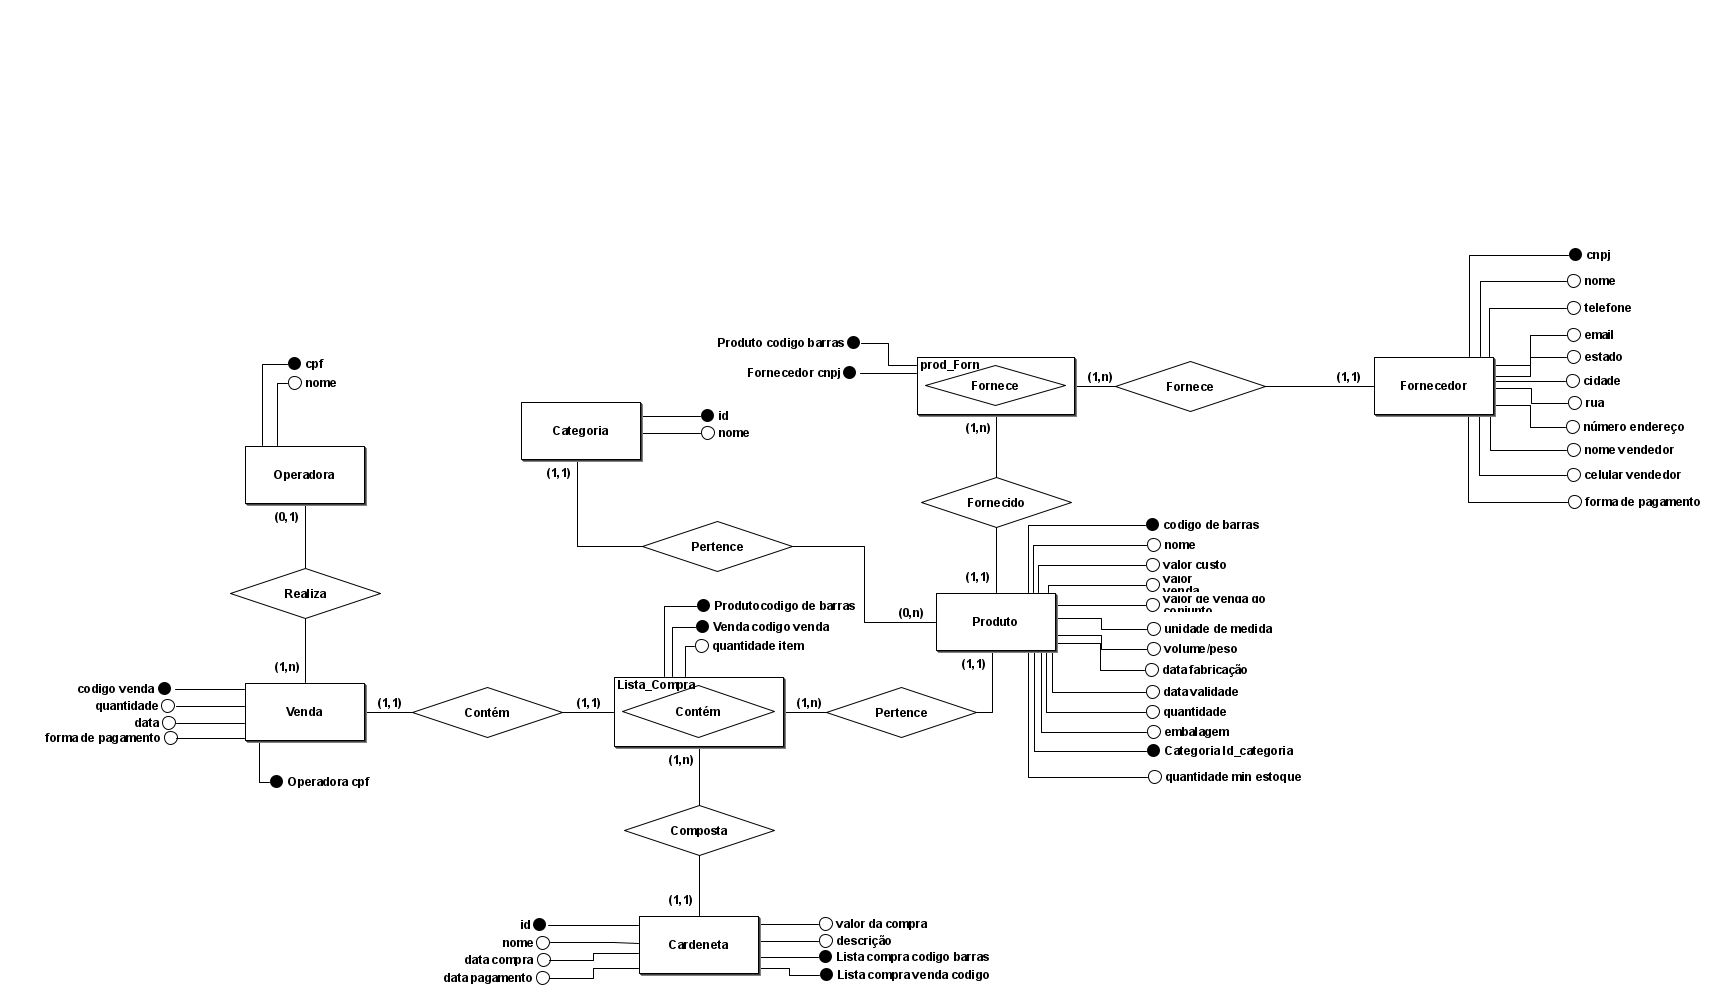 cnpj
nome
telefone
email
estado
cidade
rua
número endereço
nome vendedor
celular vendedor
forma de pagamento
Fornecedor
(1,1)
Fornece
(1,n)
Produto codigo barras
Fornecedor cnpj
prod_Forn
Fornece
(1,n)
Fornecido
(1,1)
cpf
nome
Operadora
(0,1)
Realiza
(1,n)
id
nome
Categoria
(1,1)
Pertence
(0,n)
codigo de barras
nome
valor custo
valor
venda
valor de venda do
conjunto
unidade de medida
volume/peso
data fabricação
data validade
quantidade
embalagem
Categoria Id_categoria
quantidade min estoque
Produto
(1,1)
Produto codigo de barras
Venda codigo venda
quantidade item
Lista_Compra
Contém
(1,n)
Pertence
codigo venda
quantidade
data
forma de pagamento
Venda
Operadora cpf
(1,1)
Contém
(1,1)
(1,n)
Composta
(1,1)
id
nome
data compra
data pagamento
Cardeneta
valor da compra
descrição
Lista compra codigo barras
Lista compra venda codigo